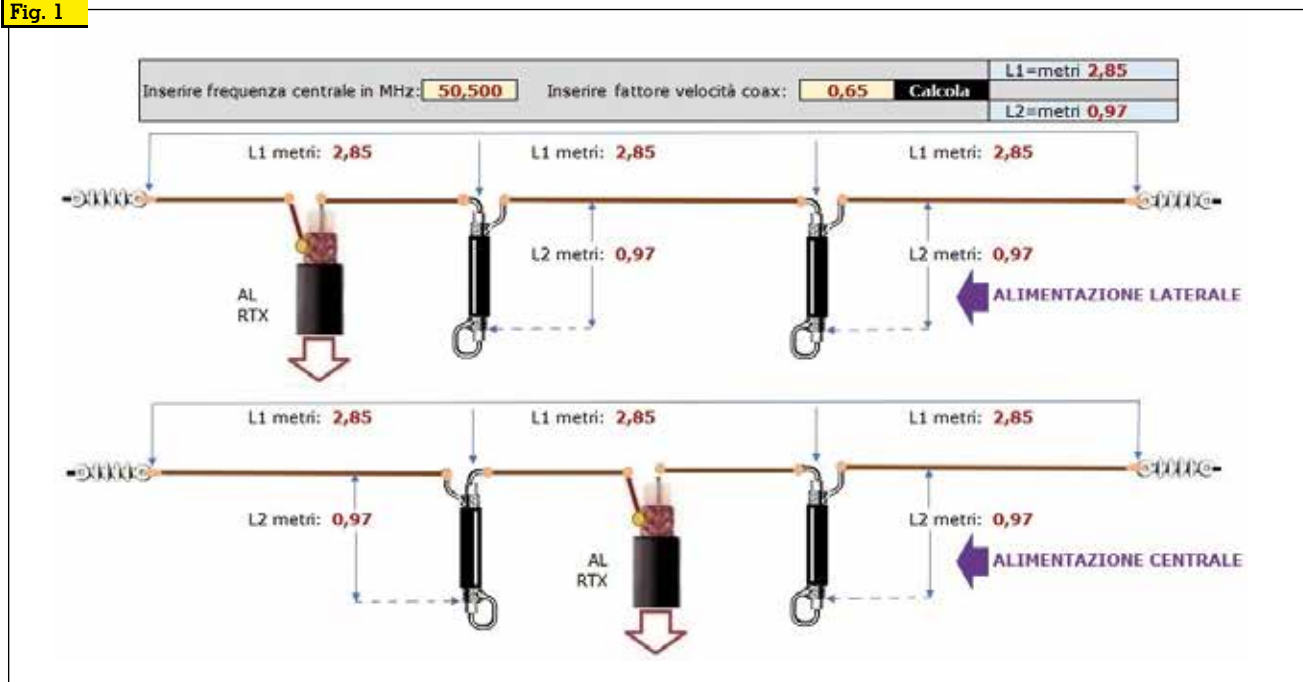 Fig. 1
L1=metri 2,85
Inserire frequenza centrale in MHz: 50,500 Inserire fattore velocità coax: 0,65 Calcola
L2=metri 0,97
L1 metri: 2,85 L1 metri: 2,85 L1 metri: 2,85
L2 metri: 0,97 L2 metri: 0,97
AL
RTX
ALIMENTAZIONE LATERALE
L1 metri: 2,85 L1 metri: 2,85 L1 metri: 2,85
L2 metri: 0,97 L2 metri: 0,97
AL
RTX
ALIMENTAZIONE CENTRALE